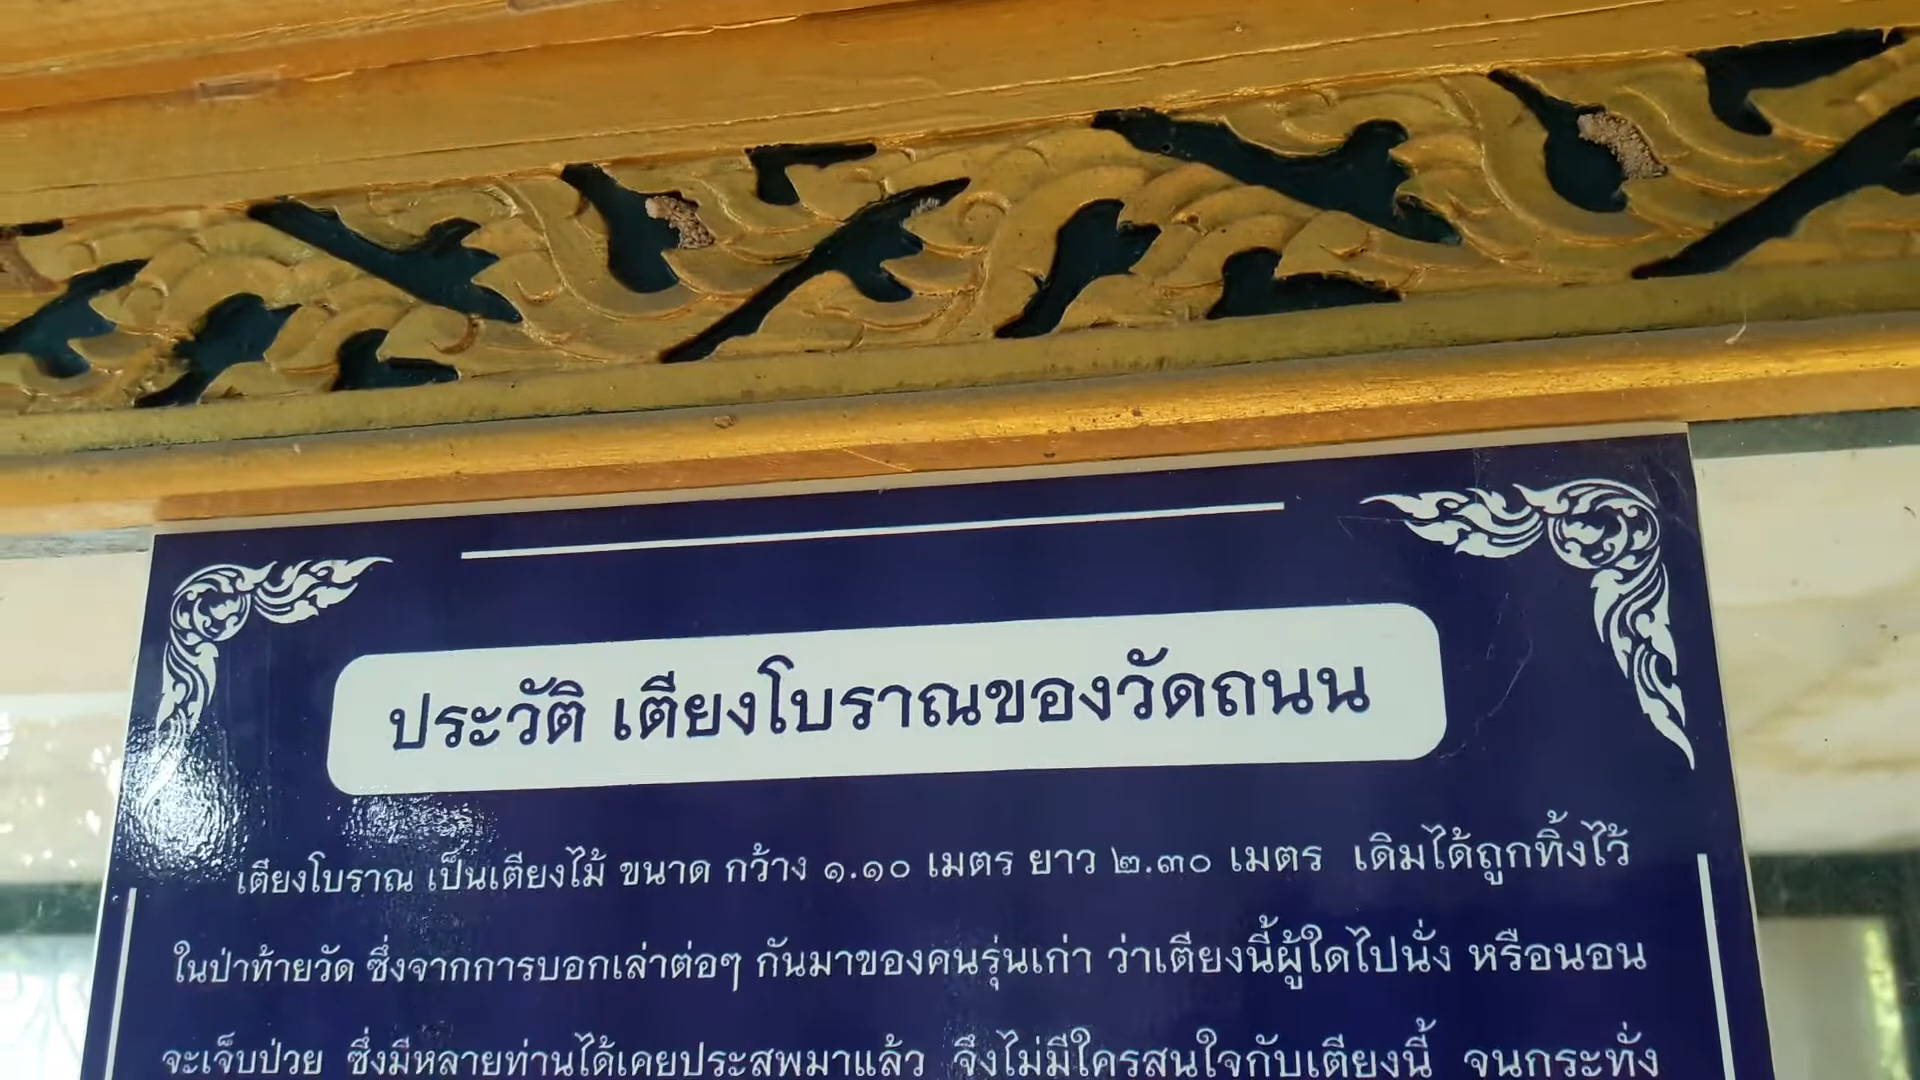 ประวัติ เตียงโบราณของวัดถนน
เตียงโบราณ เป็นเตียงไม้ ขนาด กว้าง ๑.๑๐ เมตร ยาว ๒.๓๐ เมตร เดิมได้ถูกทิ้งไว้
ในป่าท้ายวัด ซึ่งจากการบอกเล่าต่อๆ กันมาของคนรุ่นเก่า ว่าเตียงนี้ผู้ใดไปนั่ง หรือนอน
จะเจ็บป่วย ซึ่งมีหลายท่านได้เคยประสพมาแล้ว จึงไม่มีใครสนใจกับเตียงนี้ จนกระทั่ง